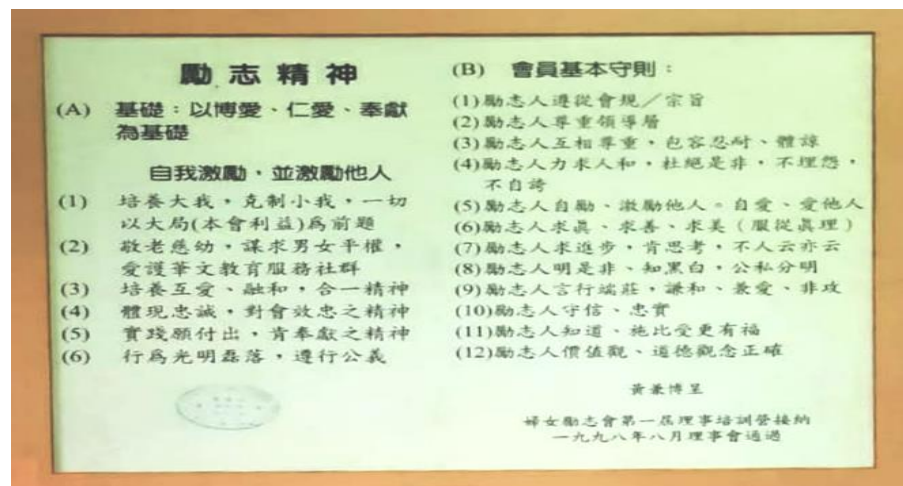 勵志精神
(A) 基礎：以博愛、仁愛、奉獻
為基礎
自我激勵，並激勵他人
(1) 培養大我，克制小我，一切
以大局(本會利益)爲前題
(2) 敬老慈幼，謀求男女平權，
愛護華文教育服務社群
(3) 培養互愛、融和，合一精神
(4) 體現忠誠，對會效忠之精神
(5) 實踐願付出，肯奉獻之精神
(6) 行爲光明磊落，遵行公義
(B) 會員基本守則：
(1)勵志人遵從會規／宗旨
(2)勵志人尊重領導層
(3)勵志人互相尊重，包容忍耐、體諒
(4)勵志人力求人和，杜絕是非，不埋怨，
不自誇
(5)勵志人自勵、激勵他人。自愛、愛他人
(6)勵志人求眞、求善、求美（服從眞理）
(7)勵志人求進步，肯思考，不人云亦云
(8)勵志人明是非、知黑白，公私分明
(9)勵志人言行端莊，謙和、兼愛、非攻
(10)勵志人守信、忠實
(11)勵志人知道、施比受更有福
(12)勵志人價值觀、道德觀念正確
黃兼博呈
婦女勵志會第一屆理事培訓營接納
一九九八年八月理事會通過